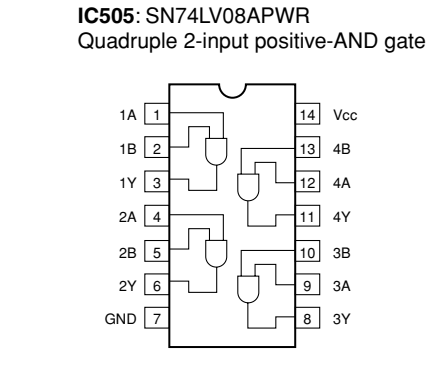 IC505: SN74LV08APWR
Quadruple 2-input positive-AND gate
1A 1 14 Vcc
1B 2 13 4B
1Y 3 12 4A
2A 4 11 4Y
2B 5 10 3B
2Y 6 9 3A
GND 7 8 3Y